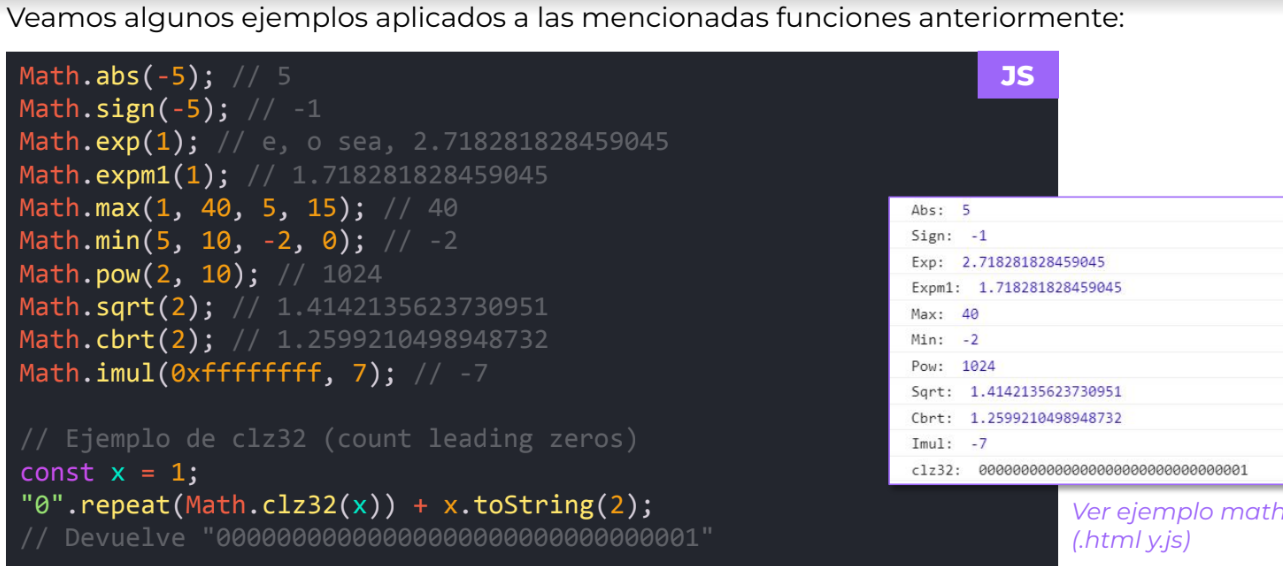 Veamos algunos ejemplos aplicados a las mencionadas funciones anteriormente:
JS
Math.abs(-5); // 5
Math.sign(-5); // -1
Math.exp(1); // e, o sea, 2.718281828459045
Math.expm1(1); // 1.718281828459045
Math.max(1, 40, 5, 15); // 40
Math.min(5, 10, -2, 0); // -2
Math.pow(2, 10); // 1024
Math.sqrt(2); // 1.4142135623730951
Math.cbrt(2); // 1.2599210498948732
Math.imul(0xffffffff, 7); // -7
// Ejemplo de clz32 (count leading zeros)
const x = 1;
"0".repeat(Math.clz32(x)) + x.toString(2);
// Devuelve "00000000000000000000000000000001"
Abs: 5
Sign: -1
Exp: 2.718281828459045
Expm1: 1.718281828459045
Max: 40
Min: -2
Pow: 1024
Sqrt: 1.4142135623730951
Cbrt: 1.2599210498948732
Imul: -7
clz32: 00000000000000000000000000000001
Ver ejemplo math
(.html y.js)